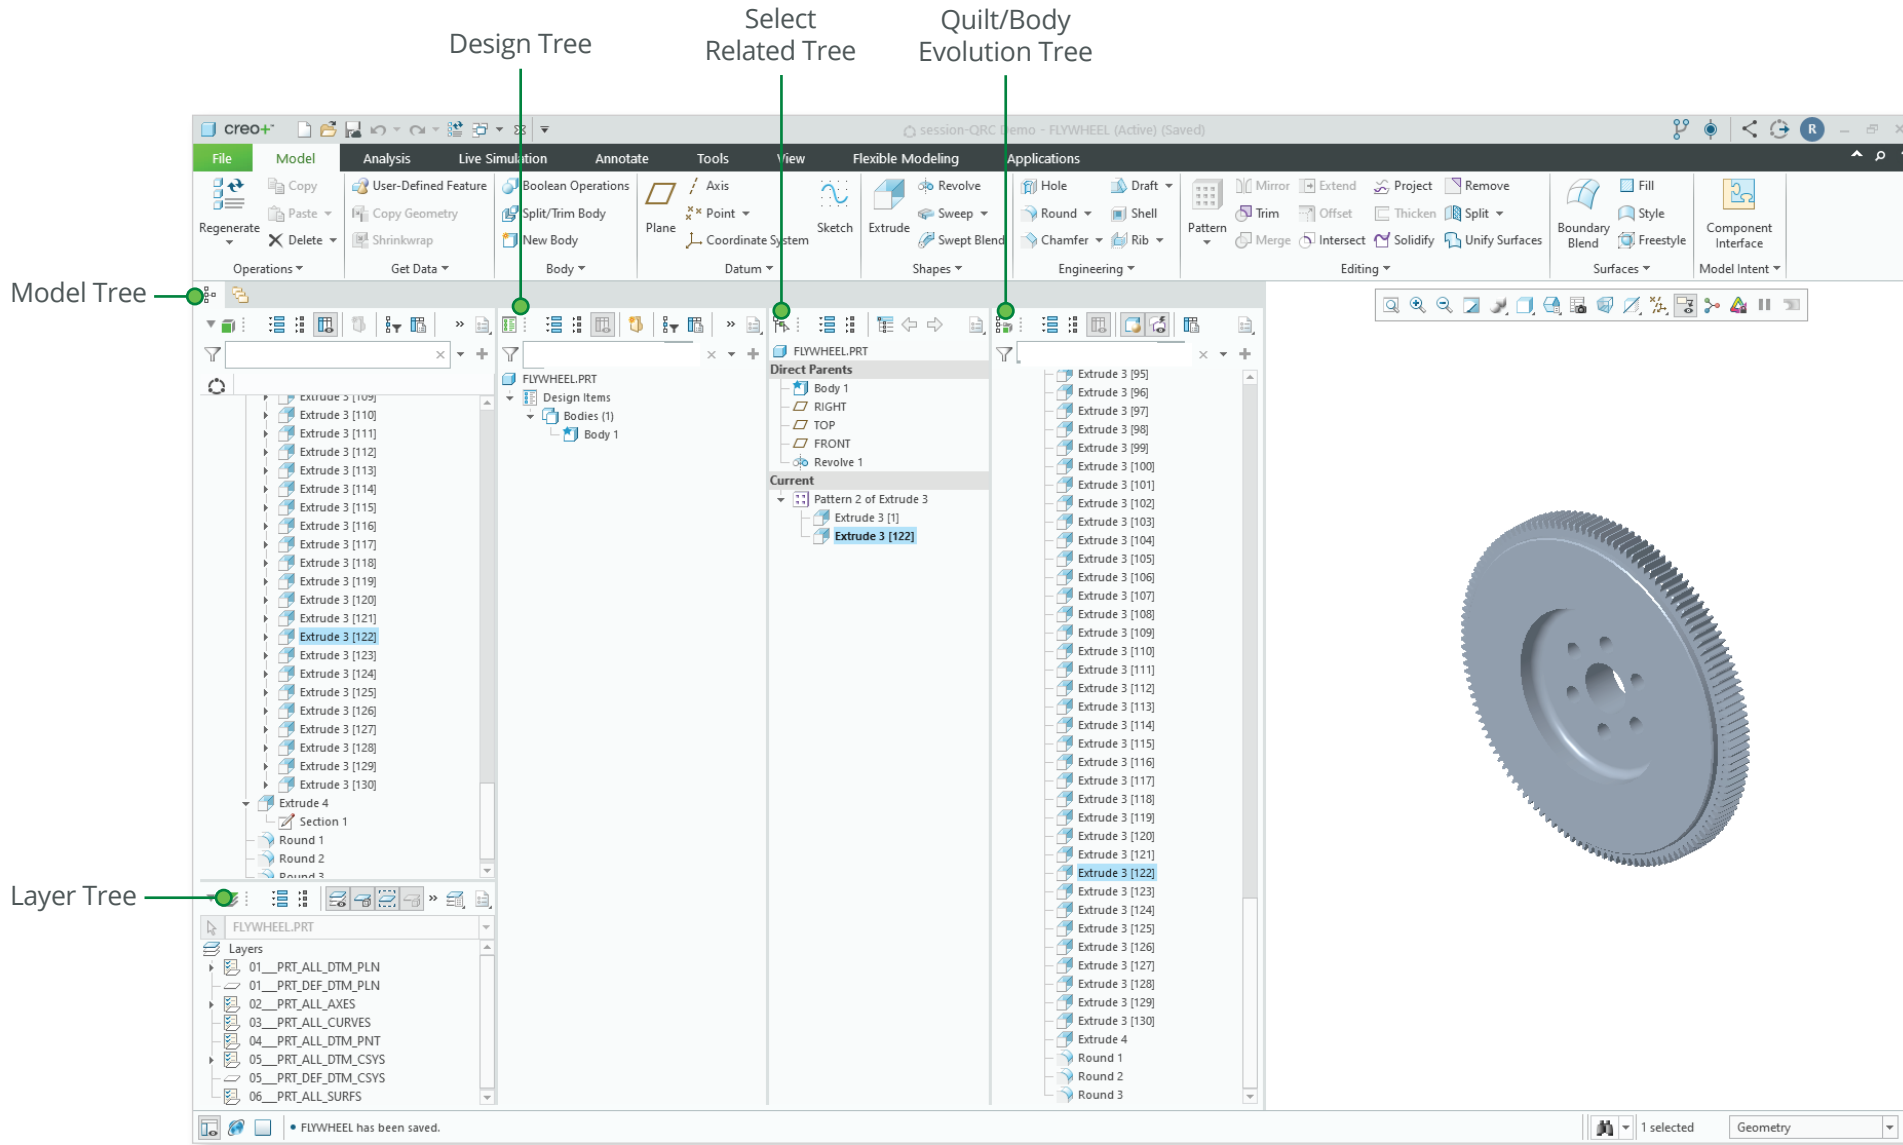 Design Tree
Select
Related Tree
Quilt/Body
Evolution Tree
creo+
session-QRC Demo - FLYWHEEL (Active) (Saved)
R
File Model Analysis Live Simulation Annotate Tools View Flexible Modeling Applications
Regenerate
Copy
Paste
Delete
Operations
User-Defined Feature
Copy Geometry
Shrinkwrap
Get Data
Boolean Operations
Split/Trim Body
New Body
Body
Plane
Axis
Point
Coordinate System
Sketch
Datum
Extrude
Revolve
Sweep
Swept Blend
Shapes
Hole
Round
Chamfer
Draft
Shell
Rib
Engineering
Pattern
Mirror
Trim
Merge
Extend
Offset
Intersect
Project
Thicken
Solidify
Remove
Split
Unify Surfaces
Editing
Boundary
Blend
Fill
Style
Freestyle
Surfaces
Component
Interface
Model Intent
Model Tree
Extrude 3 [109]
Extrude 3 [110]
Extrude 3 [111]
Extrude 3 [112]
Extrude 3 [113]
Extrude 3 [114]
Extrude 3 [115]
Extrude 3 [116]
Extrude 3 [117]
Extrude 3 [118]
Extrude 3 [119]
Extrude 3 [120]
Extrude 3 [121]
Extrude 3 [122]
Extrude 3 [123]
Extrude 3 [124]
Extrude 3 [125]
Extrude 3 [126]
Extrude 3 [127]
Extrude 3 [128]
Extrude 3 [129]
Extrude 3 [130]
Extrude 4
Section 1
Round 1
Round 2
Round 3
Layer Tree
FLYWHEEL.PRT
Layers
01___PRT_ALL_DTM_PLN
01___PRT_DEF_DTM_PLN
02___PRT_ALL_AXES
03___PRT_ALL_CURVES
04___PRT_ALL_DTM_PNT
05___PRT_ALL_DTM_CSYS
05___PRT_DEF_DTM_CSYS
06___PRT_ALL_SURFS
FLYWHEEL.PRT
Design Items
Bodies (1)
Body 1
FLYWHEEL.PRT
Direct Parents
Body 1
RIGHT
TOP
FRONT
Revolve 1
Current
Pattern 2 of Extrude 3
Extrude 3 [1]
Extrude 3 [122]
Extrude 3 [95]
Extrude 3 [96]
Extrude 3 [97]
Extrude 3 [98]
Extrude 3 [99]
Extrude 3 [100]
Extrude 3 [101]
Extrude 3 [102]
Extrude 3 [103]
Extrude 3 [104]
Extrude 3 [105]
Extrude 3 [106]
Extrude 3 [107]
Extrude 3 [108]
Extrude 3 [109]
Extrude 3 [110]
Extrude 3 [111]
Extrude 3 [112]
Extrude 3 [113]
Extrude 3 [114]
Extrude 3 [115]
Extrude 3 [116]
Extrude 3 [117]
Extrude 3 [118]
Extrude 3 [119]
Extrude 3 [120]
Extrude 3 [121]
Extrude 3 [122]
Extrude 3 [123]
Extrude 3 [124]
Extrude 3 [125]
Extrude 3 [126]
Extrude 3 [127]
Extrude 3 [128]
Extrude 3 [129]
Extrude 3 [130]
Extrude 4
Round 1
Round 2
Round 3
• FLYWHEEL has been saved.
1 selected
Geometry